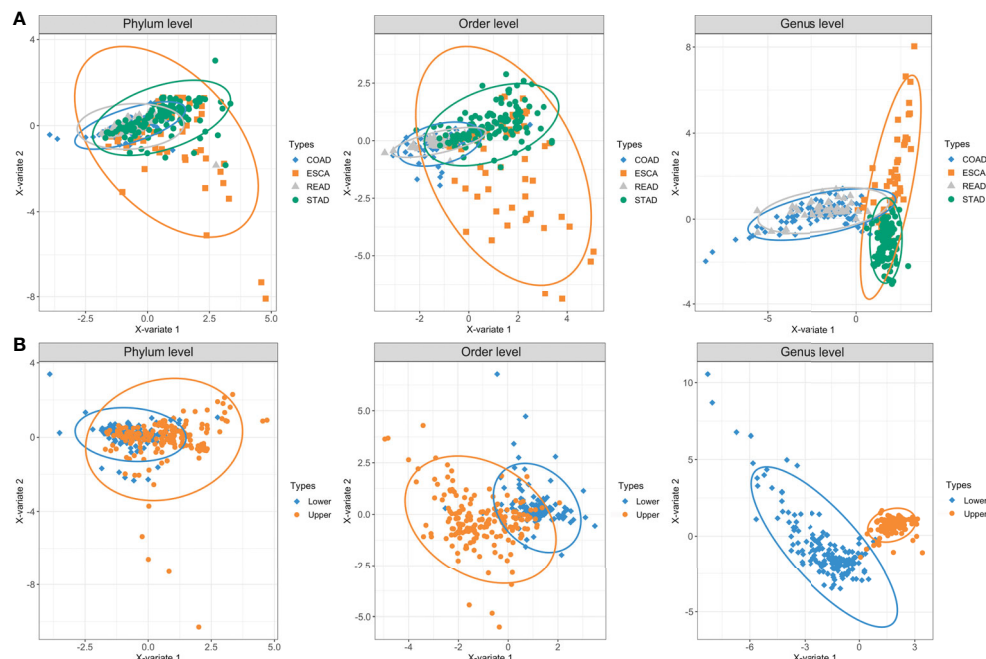 A
Phylum level
Order level
Genus level
X-variate 2
4
0
-4
-8
-2.5
0.0
2.5
5.0
X-variate 1
Types
COAD
ESCA
READ
STAD
X-variate 2
2.5
0.0
-2.5
-5.0
-2
0
2
4
X-variate 1
Types
COAD
ESCA
READ
STAD
X-variate 2
8
4
0
-4
-5
0
X-variate 1
Types
COAD
ESCA
READ
STAD
B
Phylum level
Order level
Genus level
X-variate 2
4
0
-4
-8
-2.5
0.0
2.5
5.0
X-variate 1
Types
Lower
Upper
X-variate 2
5.0
2.5
0.0
-2.5
-5.0
-4
-2
0
2
X-variate 1
Types
Lower
Upper
X-variate 2
10
5
0
-5
-6
-3
0
3
X-variate 1
Types
Lower
Upper